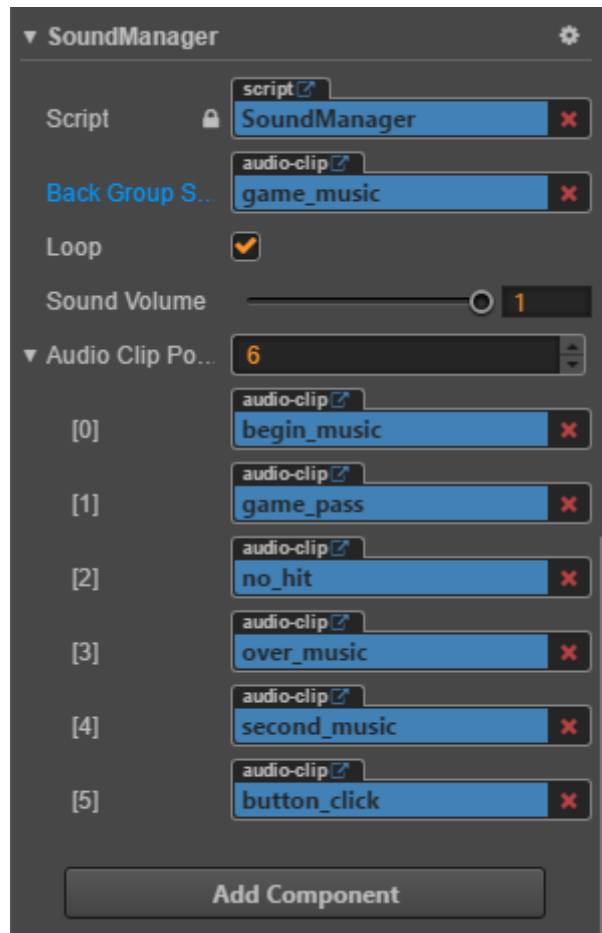 SoundManager
script
Script SoundManager
audio-clip
Back Group S... game_music
Loop
Sound Volume 1
Audio Clip Po... 6
audio-clip
[0] begin_music
audio-clip
[1] game_pass
audio-clip
[2] no_hit
audio-clip
[3] over_music
audio-clip
[4] second_music
audio-clip
[5] button_click
Add Component